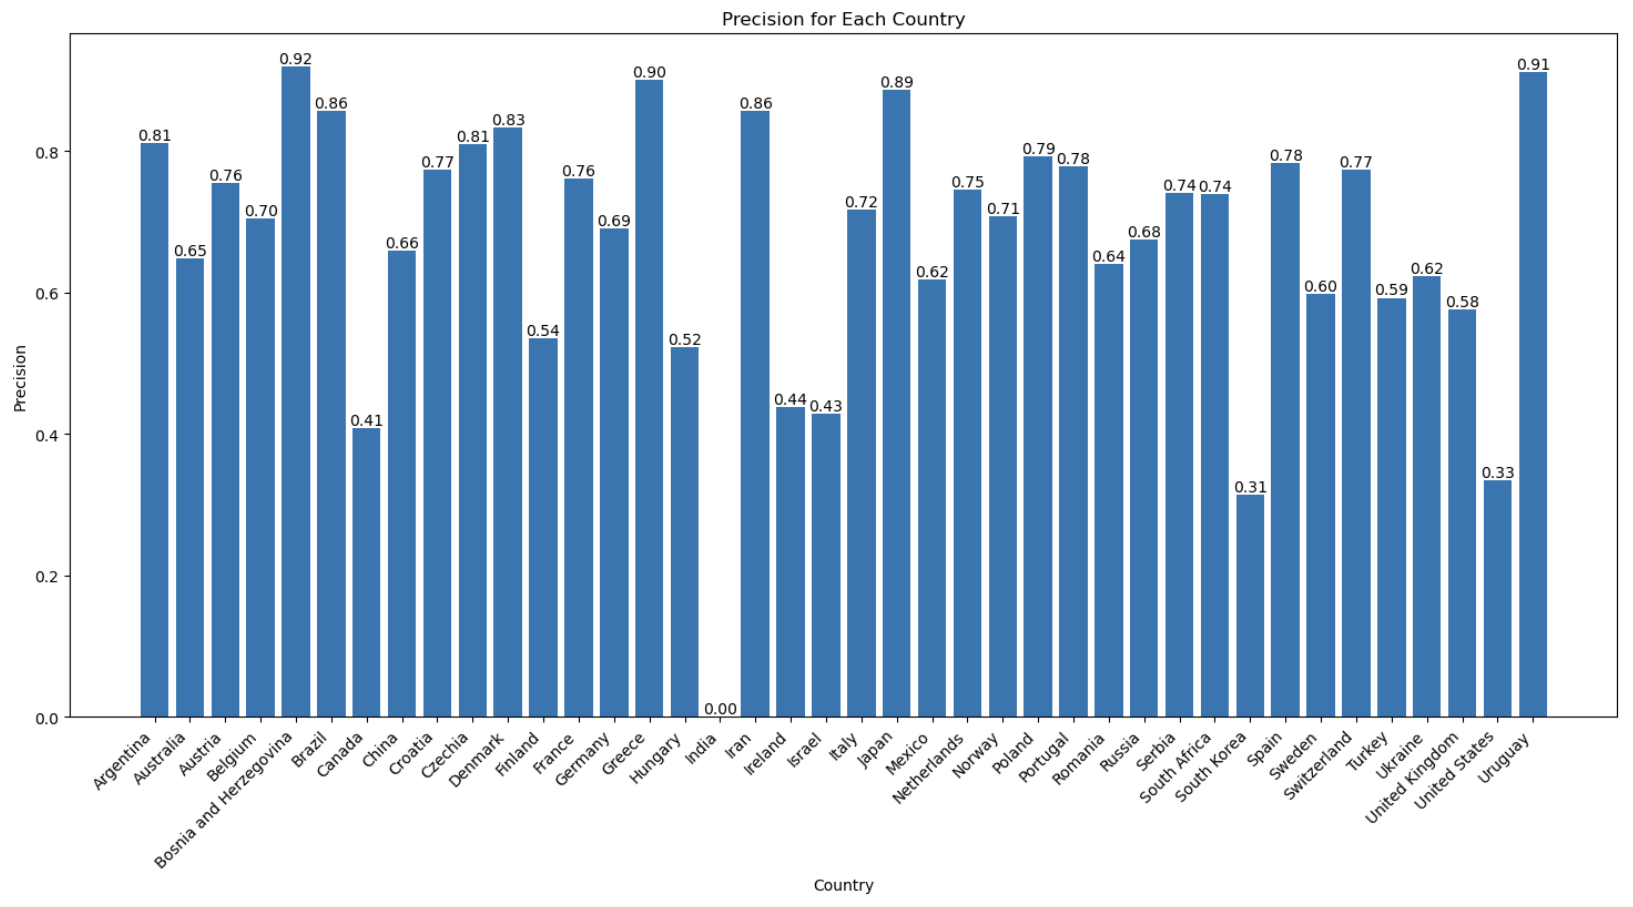 Precision for Each Country
Precision
0.8
0.6
0.4
0.2
0.0
0.81
0.65
0.76
0.70
0.92
0.86
0.41
0.66
0.77
0.81
0.83
0.54
0.76
0.69
0.90
0.52
0.00
0.86
0.44
0.43
0.72
0.89
0.62
0.75
0.71
0.79
0.78
0.64
0.68
0.74
0.74
0.31
0.78
0.60
0.77
0.59
0.62
0.58
0.33
0.91
Argentina
Australia
Austria
Belgium
Bosnia and Herzegovina
Brazil
Canada
China
Croatia
Czechia
Denmark
Finland
France
Germany
Greece
Hungary
India
Iran
Ireland
Israel
Italy
Japan
Mexico
Netherlands
Norway
Poland
Portugal
Romania
Russia
Serbia
South Africa
South Korea
Spain
Sweden
Switzerland
Turkey
Ukraine
United Kingdom
United States
Uruguay
Country